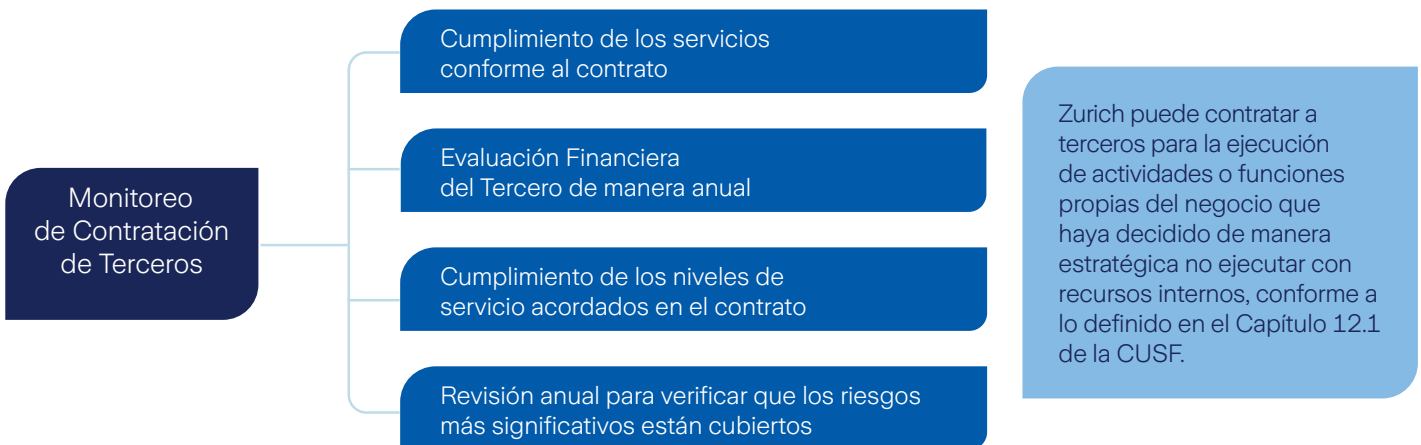 Monitoreo
de Contratación
de Terceros
Cumplimiento de los servicios
conforme al contrato
Evaluación Financiera
del Tercero de manera anual
Cumplimiento de los niveles de
servicio acordados en el contrato
Revisión anual para verificar que los riesgos
más significativos están cubiertos
Zurich puede contratar a
terceros para la ejecución
de actividades o funciones
propias del negocio que
haya decidido de manera
estratégica no ejecutar con
recursos internos, conforme a
lo definido en el Capítulo 12.1
de la CUSF.